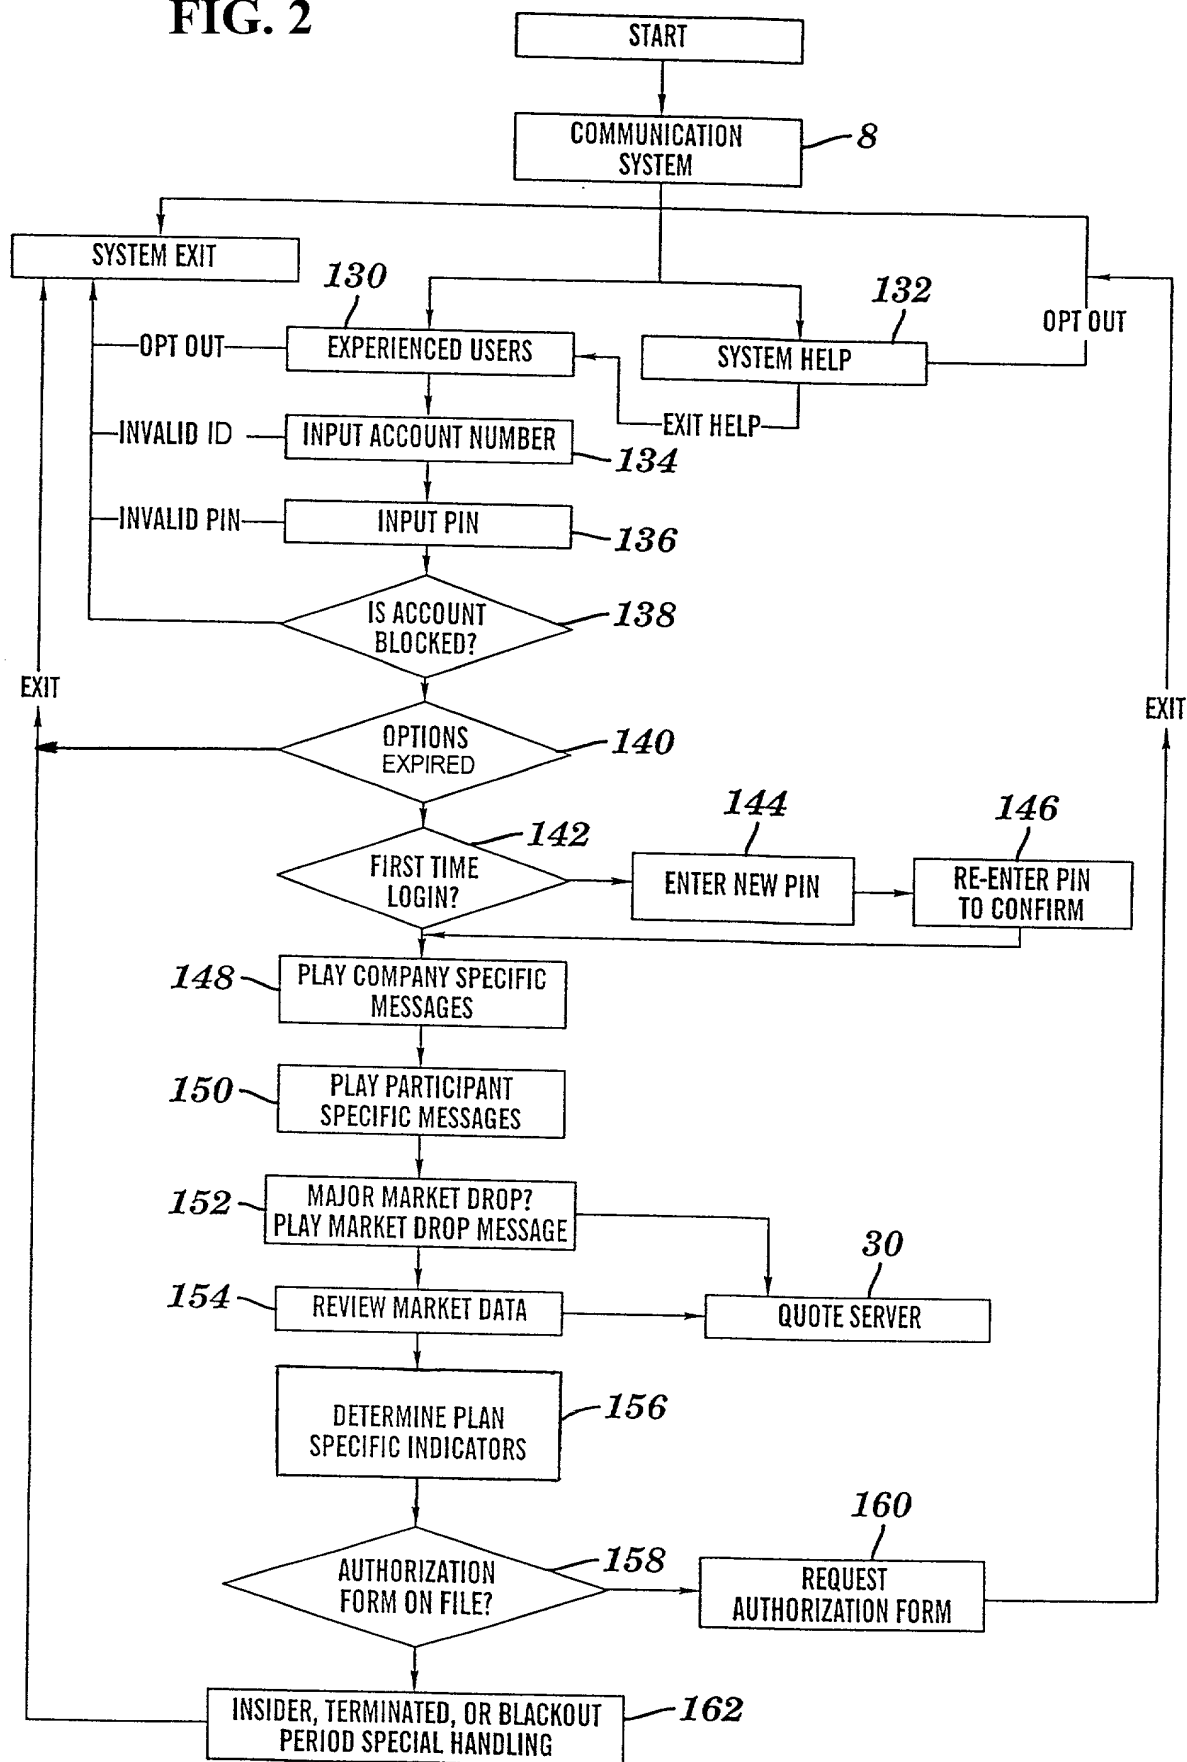 FIG. 2
START
COMMUNICATION
SYSTEM
8
SYSTEM EXIT
130
132
OPT OUT
OPT OUT
EXPERIENCED USERS
SYSTEM HELP
EXIT HELP
INVALID ID
INPUT ACCOUNT NUMBER
134
INVALID PIN
INPUT PIN
136
IS ACCOUNT
BLOCKED?
138
EXIT
EXIT
OPTIONS
EXPIRED
140
142
144
146
FIRST TIME
LOGIN?
ENTER NEW PIN
RE-ENTER PIN
TO CONFIRM
148
PLAY COMPANY SPECIFIC
MESSAGES
150
PLAY PARTICIPANT
SPECIFIC MESSAGES
152
MAJOR MARKET DROP?
PLAY MARKET DROP MESSAGE
30
154
REVIEW MARKET DATA
QUOTE SERVER
DETERMINE PLAN
SPECIFIC INDICATORS
156
160
AUTHORIZATION
FORM ON FILE?
158
REQUEST
AUTHORIZATION FORM
INSIDER, TERMINATED, OR BLACKOUT
PERIOD SPECIAL HANDLING
162